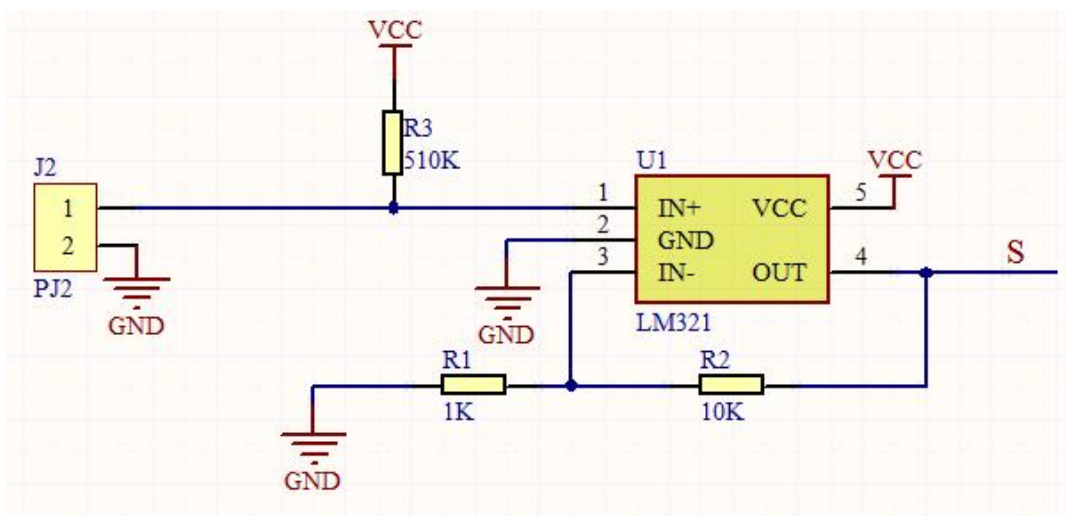 VCC
R3
510K
J2
1
2
PJ2
GND
U1
VCC
1
IN+
VCC
5
2
GND
3
IN-
OUT
4
S
LM321
GND
R1
1K
R2
10K
GND